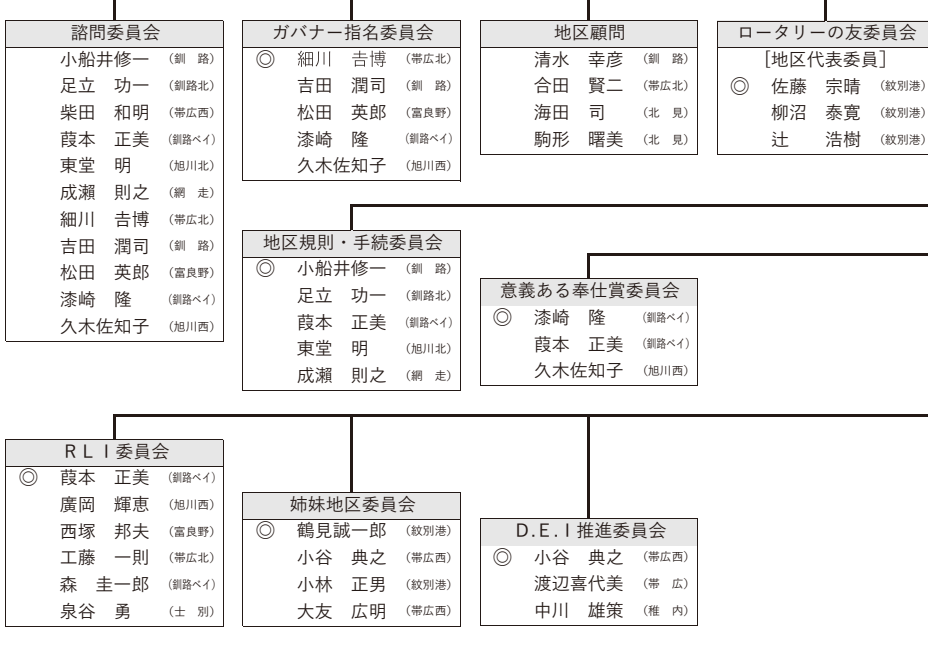 諮問委員会
小船井修一 （釧　路）
足立　功一 （釧路北）
柴田　和明 （帯広西）
葭本　正美 （釧路ベイ）
東堂　明 （旭川北）
成瀬　則之 （網　走）
細川　𠮷博 （帯広北）
吉田　潤司 （釧　路）
松田　英郎 （富良野）
漆崎　隆 （釧路ベイ）
久木佐知子 （旭川西）
ガバナー指名委員会
◎ 細川　𠮷博 （帯広北）
吉田　潤司 （釧　路）
松田　英郎 （富良野）
漆崎　隆 （釧路ベイ）
久木佐知子 （旭川西）
地区顧問
清水　幸彦 （釧　路）
合田　賢二 （帯広北）
海田　司 （北　見）
駒形　曙美 （北　見）
ロータリーの友委員会
［地区代表委員］
◎ 佐藤　宗晴 （紋別港）
柳沼　泰寛 （紋別港）
辻　　浩樹 （紋別港）
地区規則・手続委員会
◎ 小船井修一 （釧　路）
足立　功一 （釧路北）
葭本　正美 （釧路ベイ）
東堂　明 （旭川北）
成瀬　則之 （網　走）
意義ある奉仕賞委員会
◎ 漆崎　隆 （釧路ベイ）
葭本　正美 （釧路ベイ）
久木佐知子 （旭川西）
ＲＬＩ委員会
◎ 葭本　正美 （釧路ベイ）
廣岡　輝恵 （旭川西）
西塚　邦夫 （富良野）
工藤　一則 （帯広北）
森　圭一郎 （釧路ベイ）
泉谷　勇 （士　別）
姉妹地区委員会
◎ 鶴見誠一郎 （紋別港）
小谷　典之 （帯広西）
小林　正男 （紋別港）
大友　広明 （帯広西）
D.E.I推進委員会
◎ 小谷　典之 （帯広西）
渡辺喜代美 （帯　広）
中川　雄策 （稚　内）